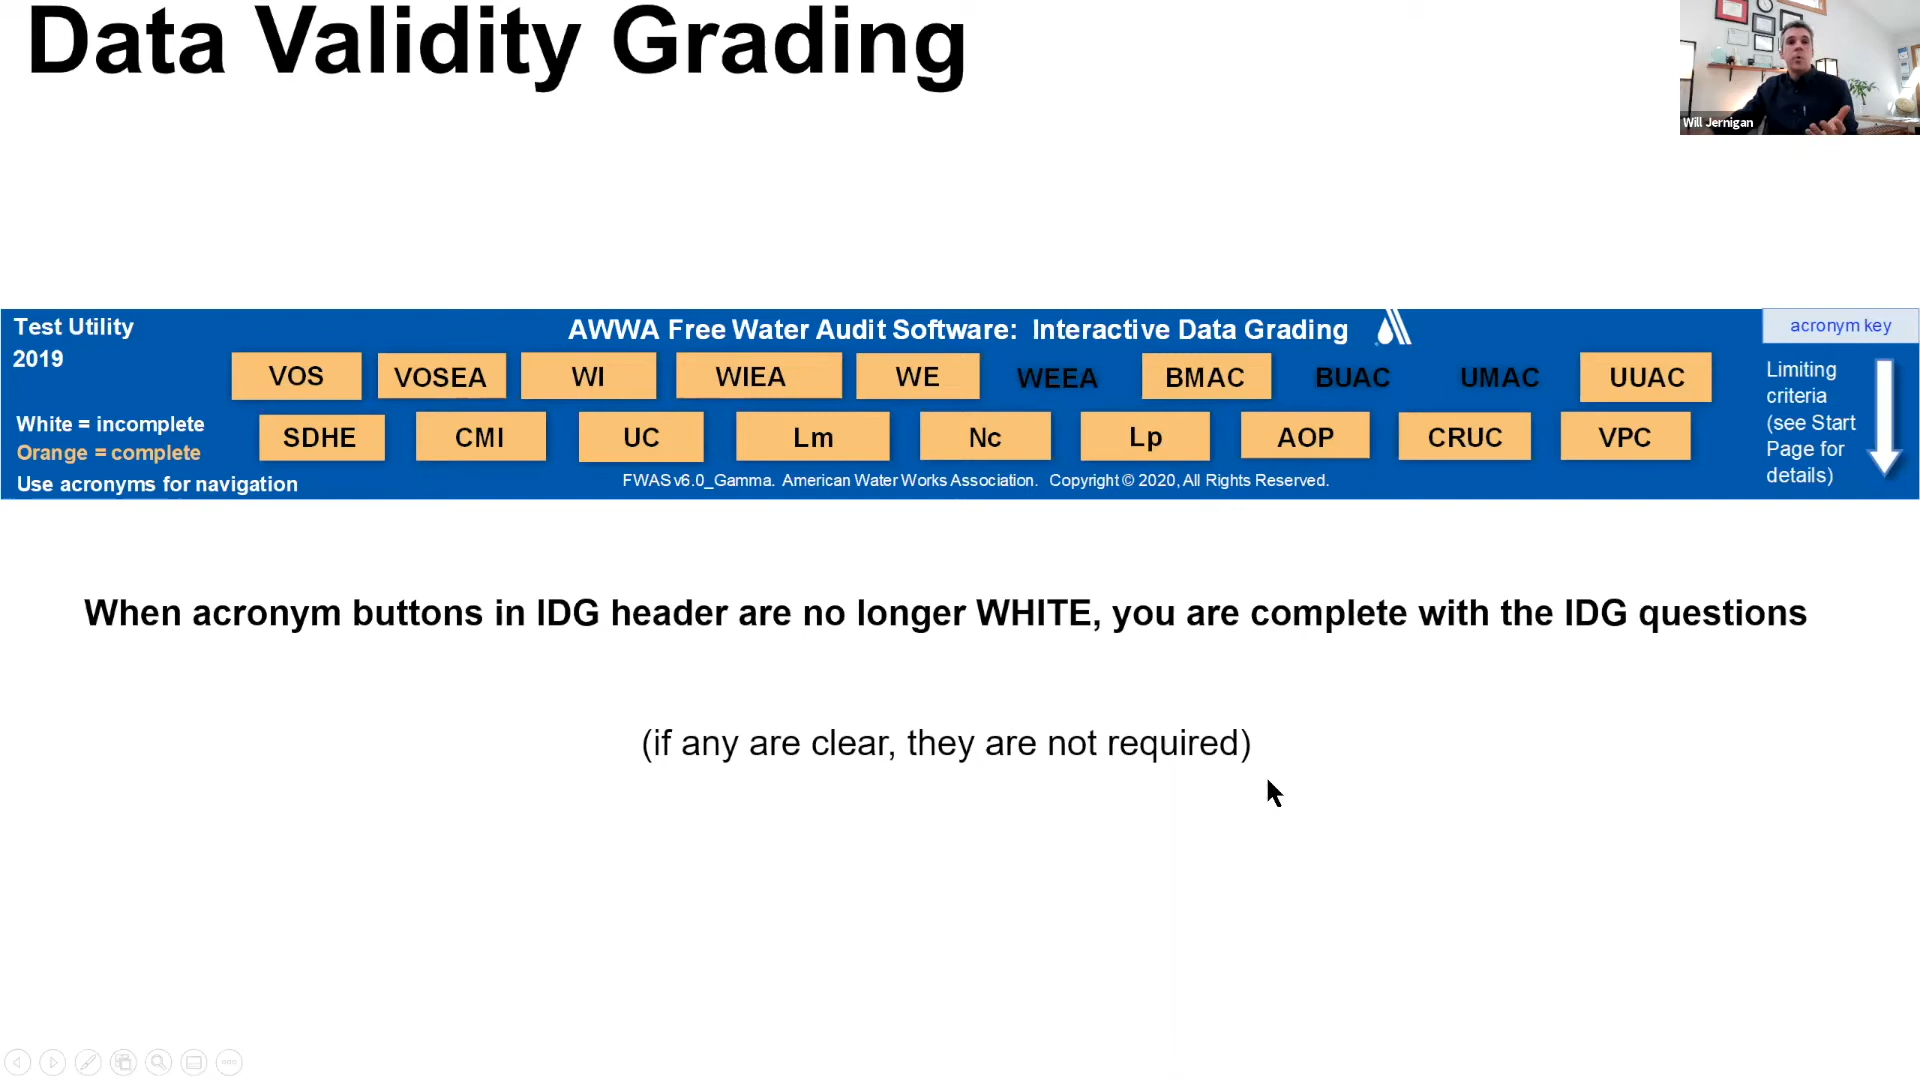 Data Validity Grading
Will Jernigan
Test Utility
2019
AWWA Free Water Audit Software: Interactive Data Grading
acronym key
VOS VOSEA WI WIEA WE WEEA BMAC BUAC UMAC UUAC
SDHE CMI UC Lm Nc Lp AOP CRUC VPC
White = incomplete
Orange = complete
Use acronyms for navigation
FWAS v6.0_Gamma. American Water Works Association. Copyright © 2020, All Rights Reserved.
Limiting
criteria
(see Start
Page for
details)
When acronym buttons in IDG header are no longer WHITE, you are complete with the IDG questions
(if any are clear, they are not required)